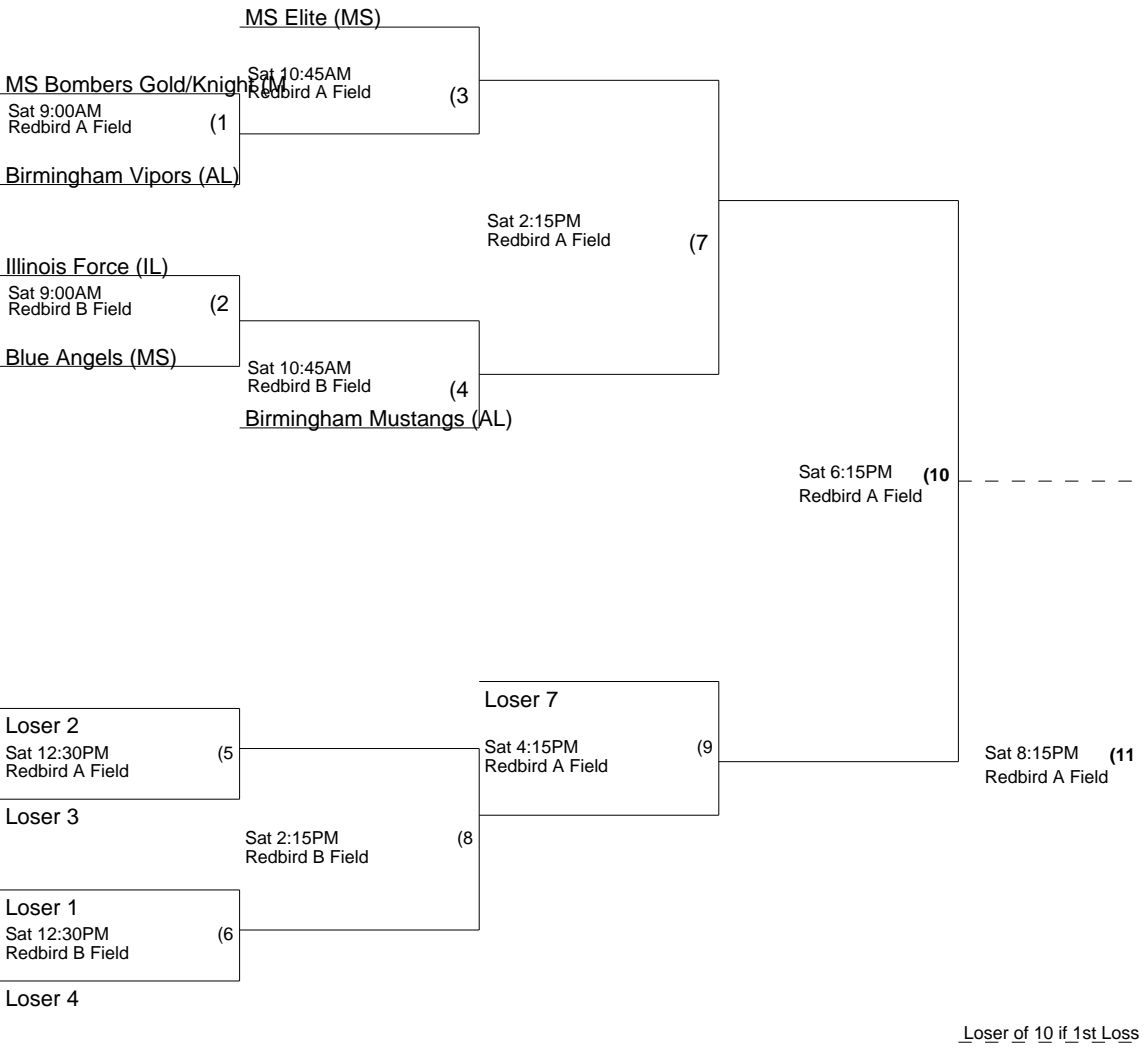 MS Elite (MS)
MS Bombers Gold/Knight (M
Sat 10:45AM
Redbird A Field
(3
Sat 9:00AM
Redbird A Field
(1
Birmingham Vipors (AL)
Sat 2:15PM
Redbird A Field
(7
Illinois Force (IL)
Sat 9:00AM
Redbird B Field
(2
Blue Angels (MS)
Sat 10:45AM
Redbird B Field
(4
Birmingham Mustangs (AL)
Sat 6:15PM
(10
Redbird A Field
Loser 7
Loser 2
Sat 12:30PM
Redbird A Field
(5
Sat 4:15PM
Redbird A Field
(9
Sat 8:15PM
(11
Redbird A Field
Loser 3
Sat 2:15PM
Redbird B Field
(8
Loser 1
Sat 12:30PM
Redbird B Field
(6
Loser 4
Loser of 10 if 1st Loss